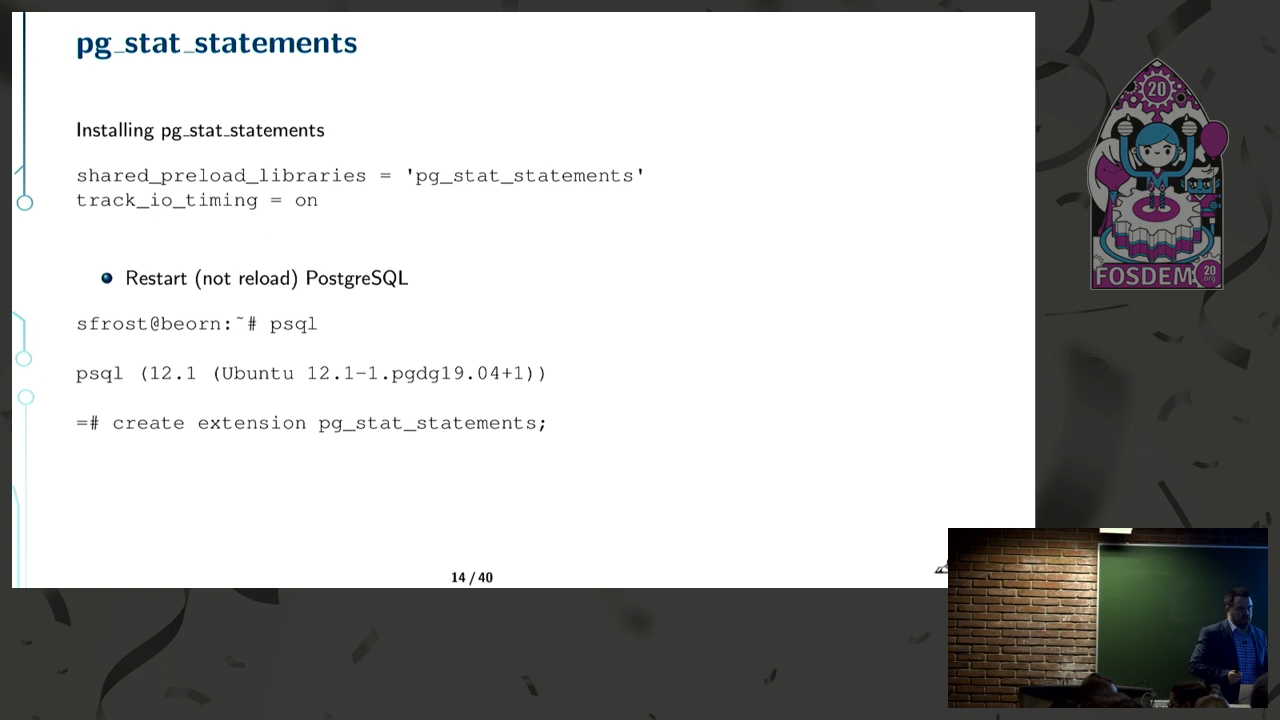 pg_stat_statements
Installing pg_stat_statements
shared_preload_libraries = 'pg_stat_statements'
track_io_timing = on
Restart (not reload) PostgreSQL
sfrost@beorn:~# psql
psql (12.1 (Ubuntu 12.1-1.pgdg19.04+1))
=# create extension pg_stat_statements;
14 / 40
20
FOSDEM
20
.org